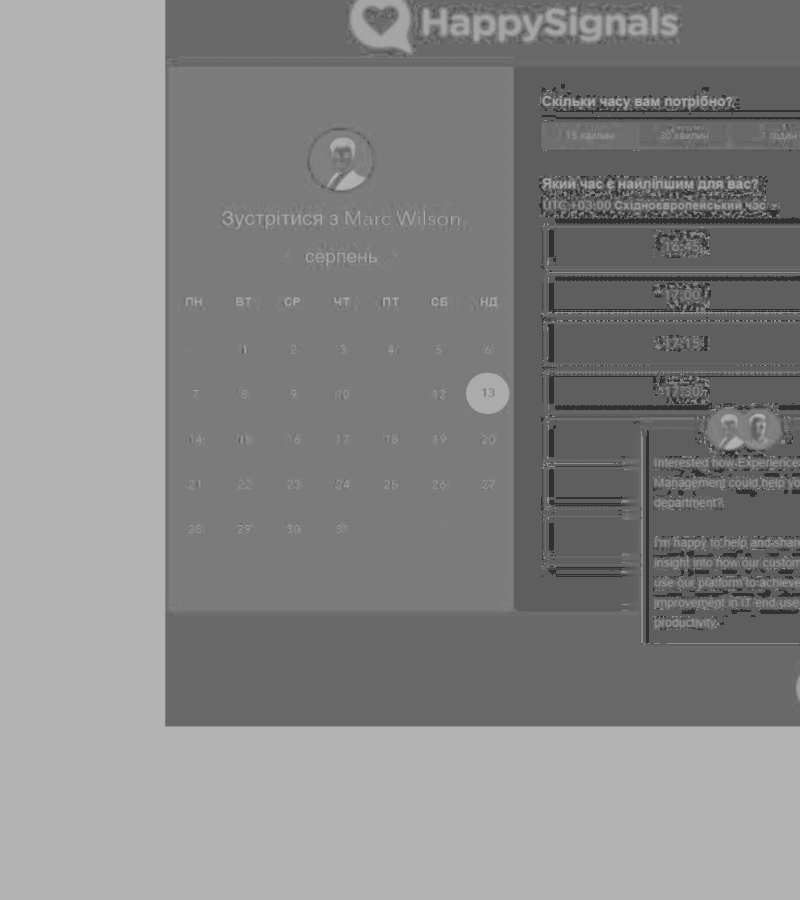 HappySignals
Зустрітися з Marc Wilson
серпень
ПН ВТ СР ЧТ ПТ СБ НД
1 2 3 4 5 6
7 8 9 10 12 13
14 15 16 17 18 19 20
21 22 23 24 25 26 27
28 29 30 31
Скільки часу вам потрібно?
15 хвилин 30 хвилин 1 годин
Який час є найліпшим для вас?
UTC +03:00 Східноєвропейський час
16:45
17:00
17:15
17:30
Interested how Experience
Management could help yo
department?
I'm happy to help and share
insight into how our custom
use our platform to achieve
improvement in IT end-use
productivity.